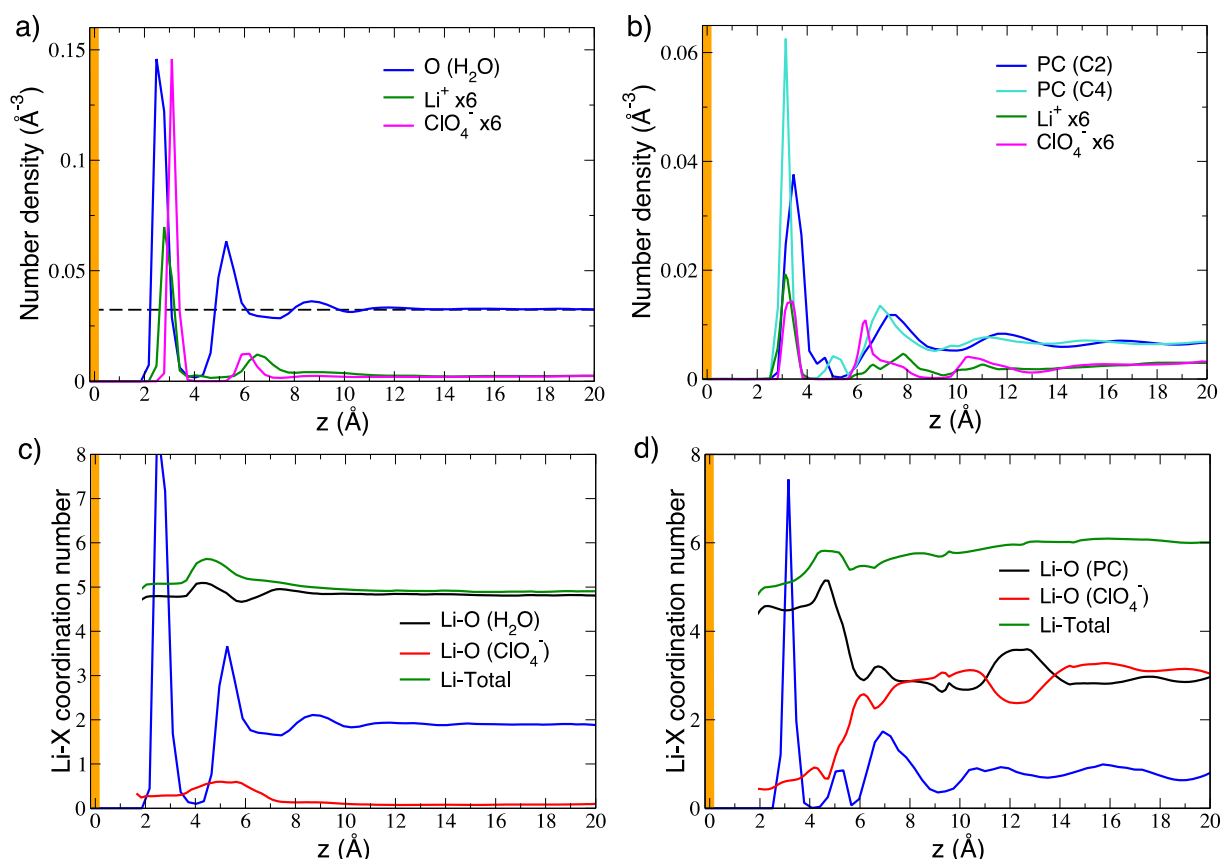 a)
Number density (Å⁻³)
0.15
0.1
0.05
0
O (H₂O)
Li⁺ x6
ClO₄⁻ x6
0 2 4 6 8 10 12 14 16 18 20
z (Å)
b)
Number density (Å⁻³)
0.06
0.04
0.02
0
PC (C2)
PC (C4)
Li⁺ x6
ClO₄⁻ x6
0 2 4 6 8 10 12 14 16 18 20
z (Å)
c)
Li-X coordination number
8
7
6
5
4
3
2
1
0
Li-O (H₂O)
Li-O (ClO₄⁻)
Li-Total
0 2 4 6 8 10 12 14 16 18 20
z (Å)
d)
Li-X coordination number
8
6
4
2
0
Li-O (PC)
Li-O (ClO₄⁻)
Li-Total
0 2 4 6 8 10 12 14 16 18 20
z (Å)